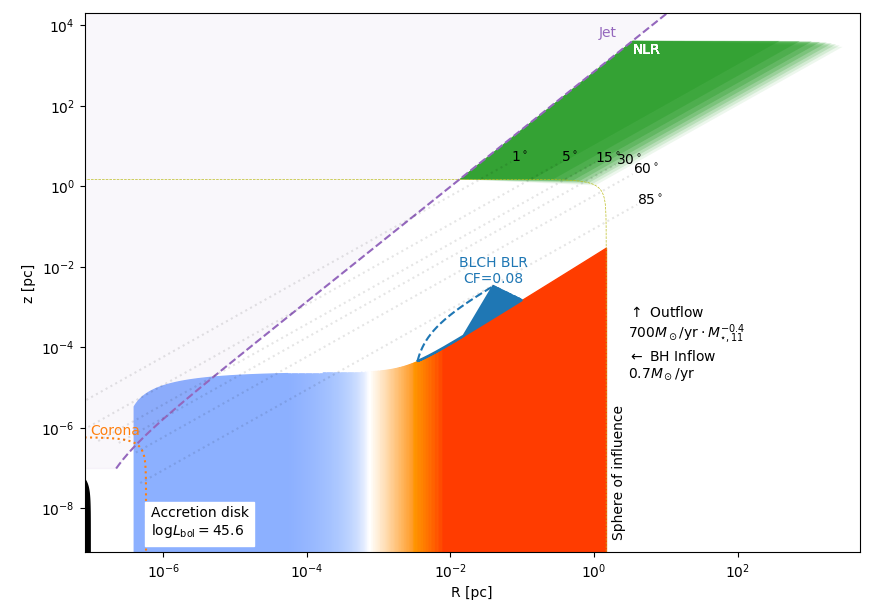 10^4
10^2
10^0
10^-2
10^-4
10^-6
10^-8
z [pc]
Jet
NLR
1°
5°
15°
30°
60°
85°
BLCH BLR
CF=0.08
↑ Outflow
700M⊙/yr · M⋆,11^-0.4
← BH Inflow
0.7M⊙/yr
Corona
Sphere of influence
Accretion disk
logL_bol = 45.6
10^-6
10^-4
10^-2
10^0
10^2
R [pc]